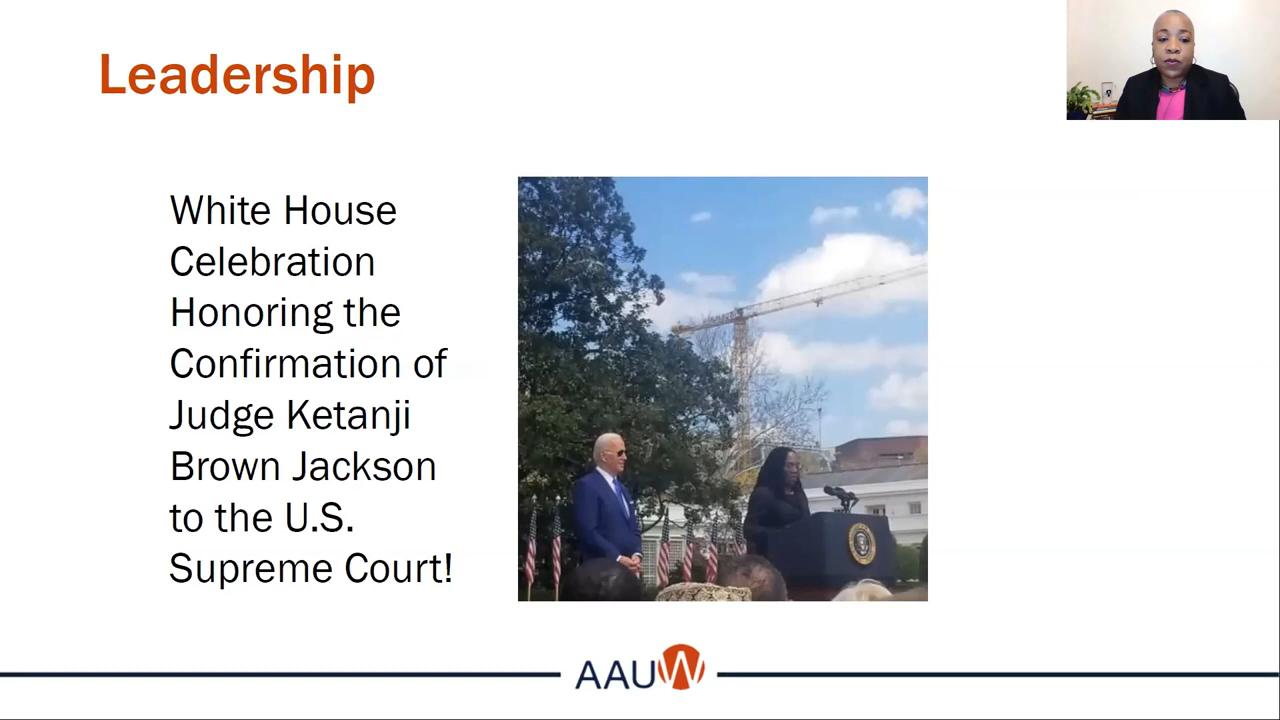 Leadership
White House
Celebration
Honoring the
Confirmation of
Judge Ketanji
Brown Jackson
to the U.S.
Supreme Court!
AAUW